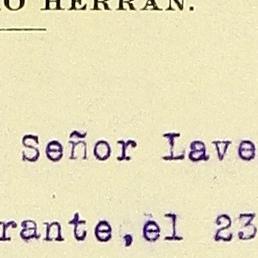 O HERRAN.
Señor Lave
rante,el 23